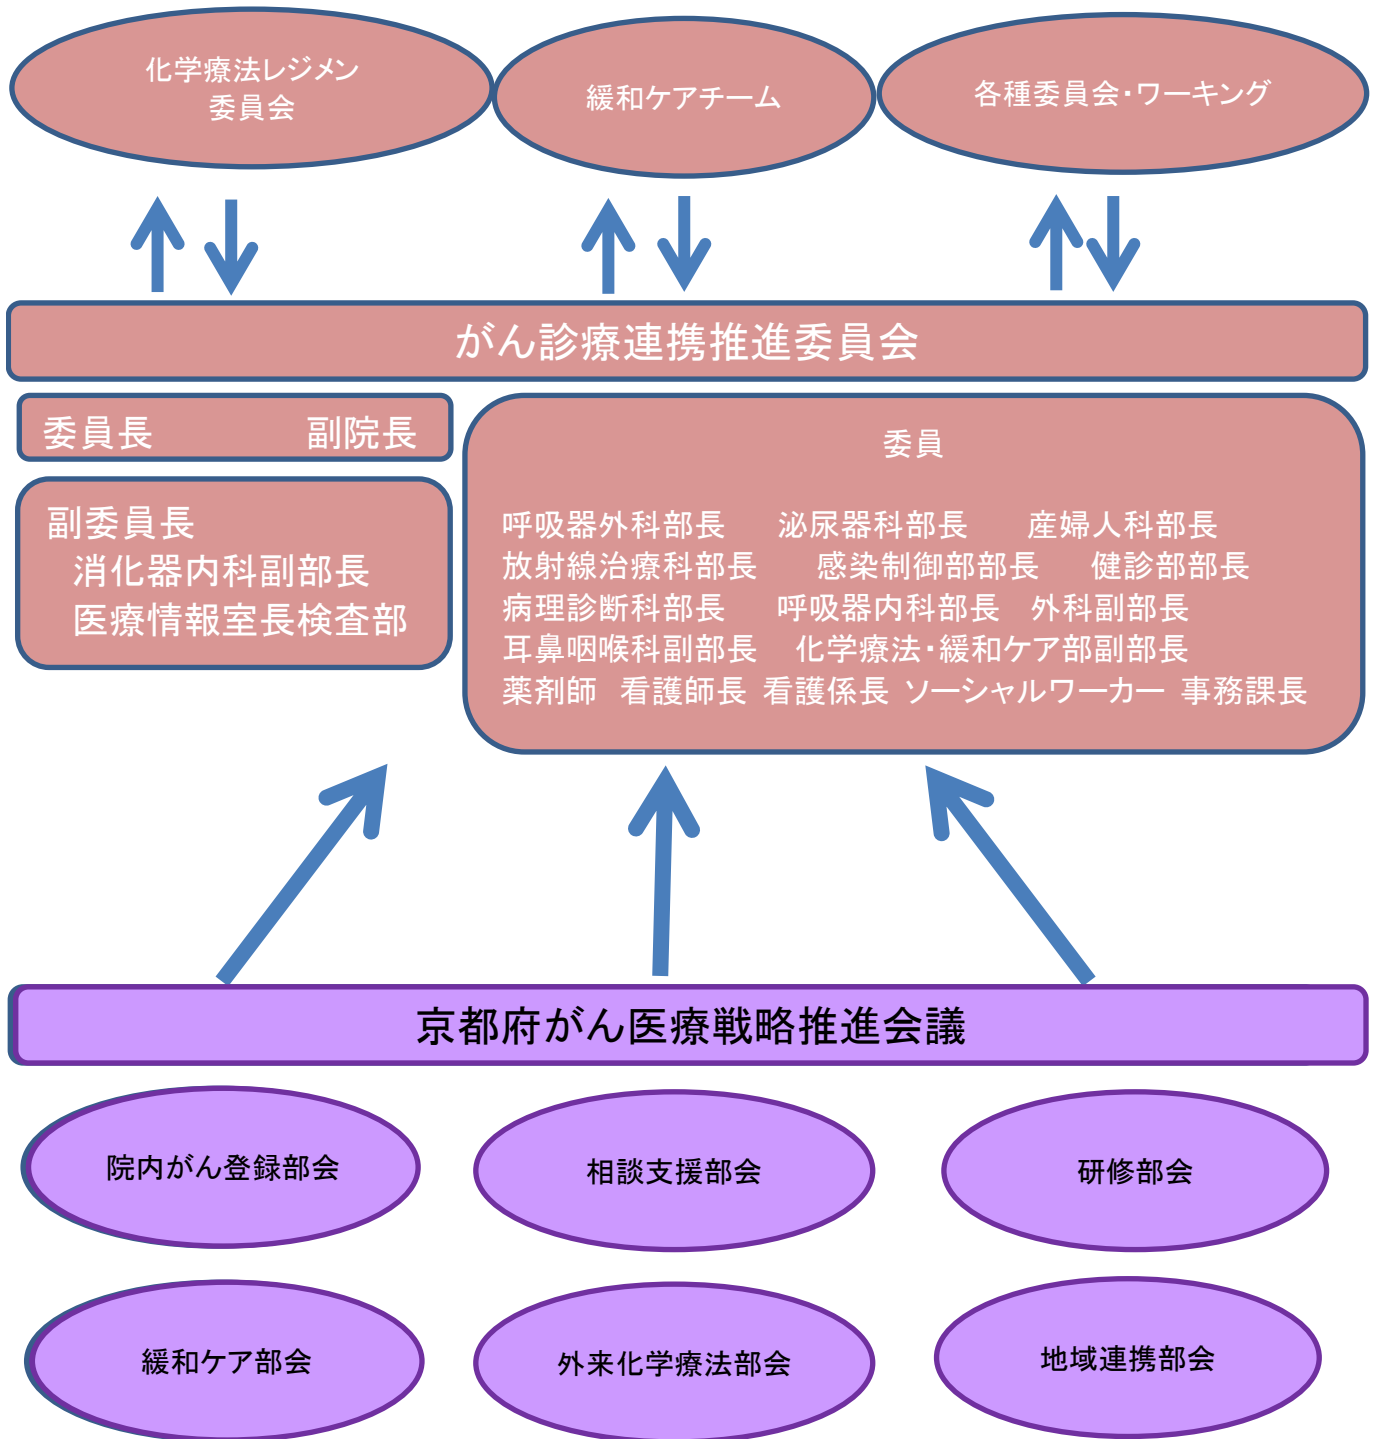 化学療法レジメン
委員会
緩和ケアチーム
各種委員会・ワーキング
がん診療連携推進委員会
委員長 副院長
副委員長
消化器内科副部長
医療情報室長検査部
委員
呼吸器外科部長 泌尿器科部長 産婦人科部長
放射線治療科部長 感染制御部部長 健診部部長
病理診断科部長 呼吸器内科部長 外科副部長
耳鼻咽喉科副部長 化学療法・緩和ケア部副部長
薬剤師 看護師長 看護係長 ソーシャルワーカー 事務課長
京都府がん医療戦略推進会議
院内がん登録部会
相談支援部会
研修部会
緩和ケア部会
外来化学療法部会
地域連携部会